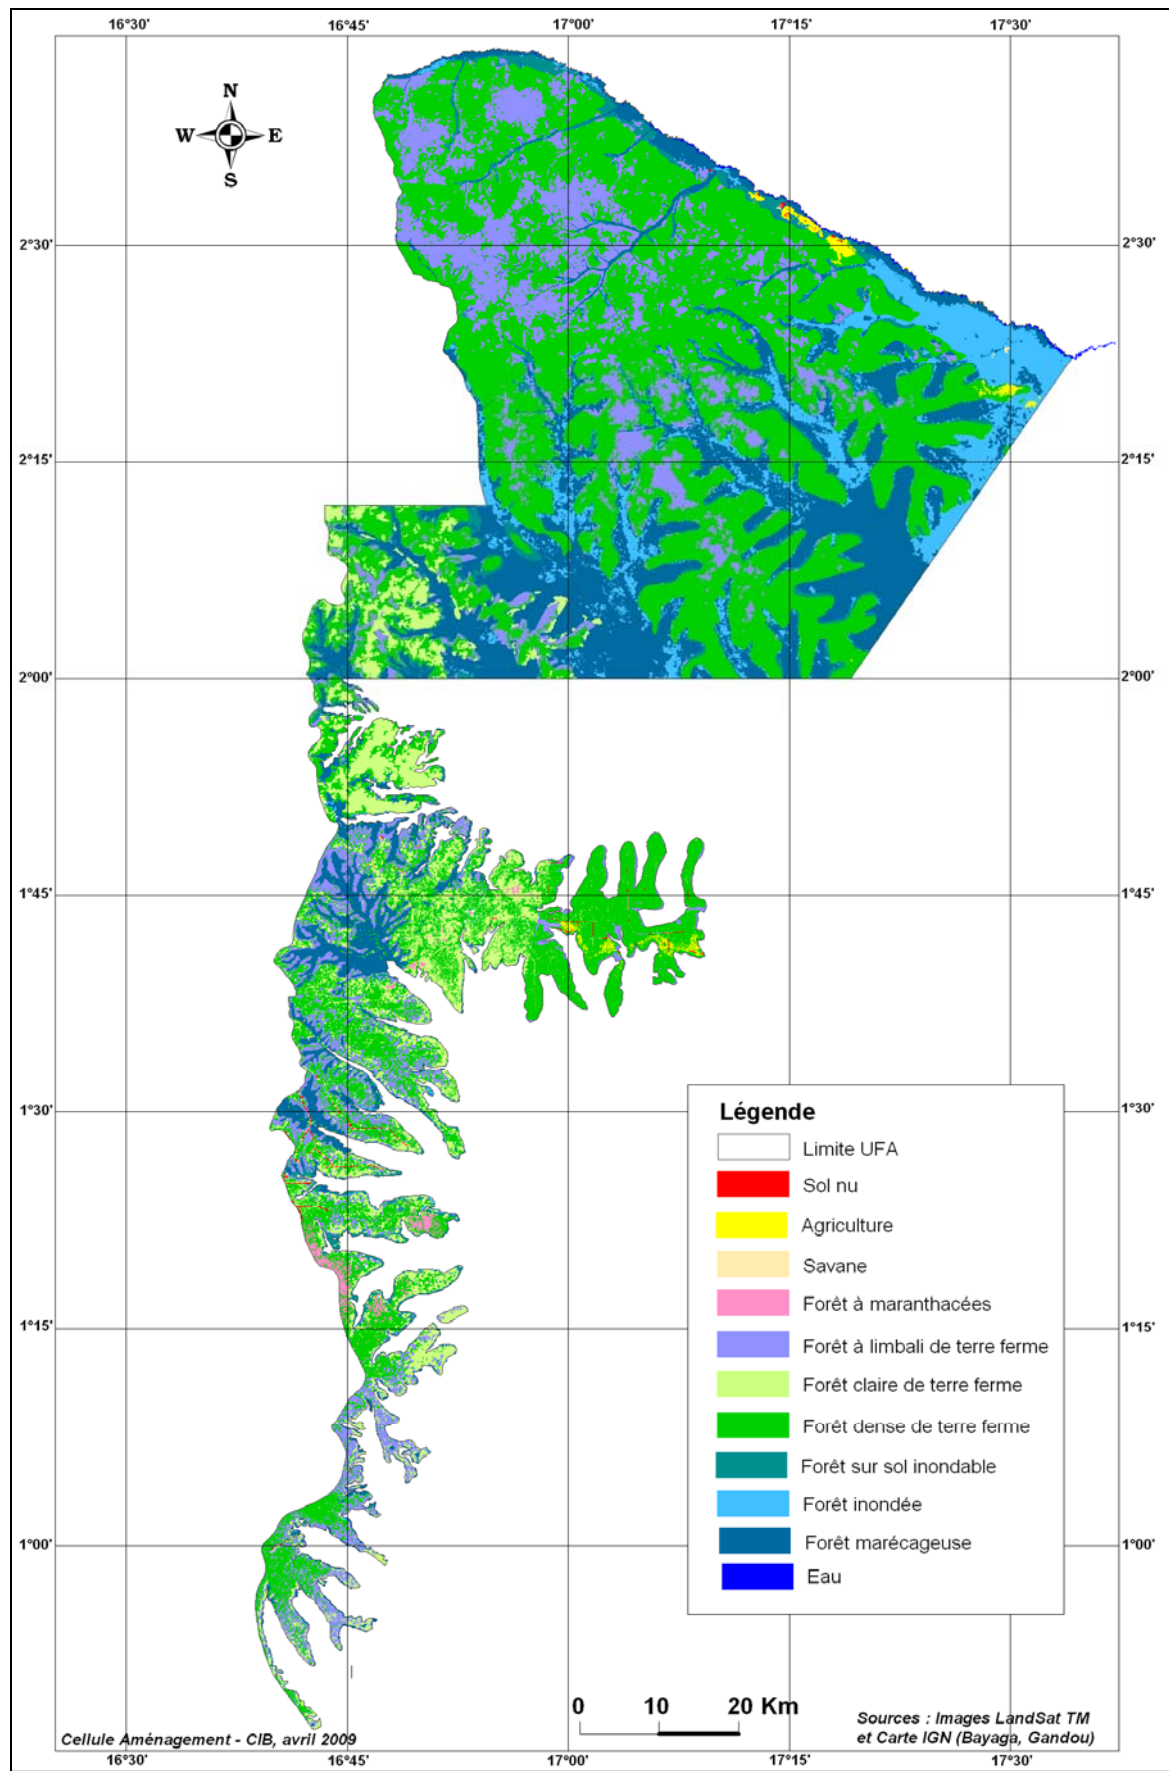 16°30' 16°45' 17°00' 17°15' 17°30'
N
W E
S
2°30' 2°30'
2°15' 2°15'
2°00' 2°00'
1°45' 1°45'
1°30' 1°30'
Légende
Limite UFA
Sol nu
Agriculture
Savane
Forêt à maranthacées
1°15' 1°15'
Forêt à limbali de terre ferme
Forêt claire de terre ferme
Forêt dense de terre ferme
Forêt sur sol inondable
Forêt inondée
Forêt marécageuse
1°00' 1°00'
Eau
0 10 20 Km
Cellule Aménagement - CIB, avril 2009
Sources : Images LandSat TM
et Carte IGN (Bayaga, Gandou)
16°30' 16°45' 17°00' 17°15' 17°30'